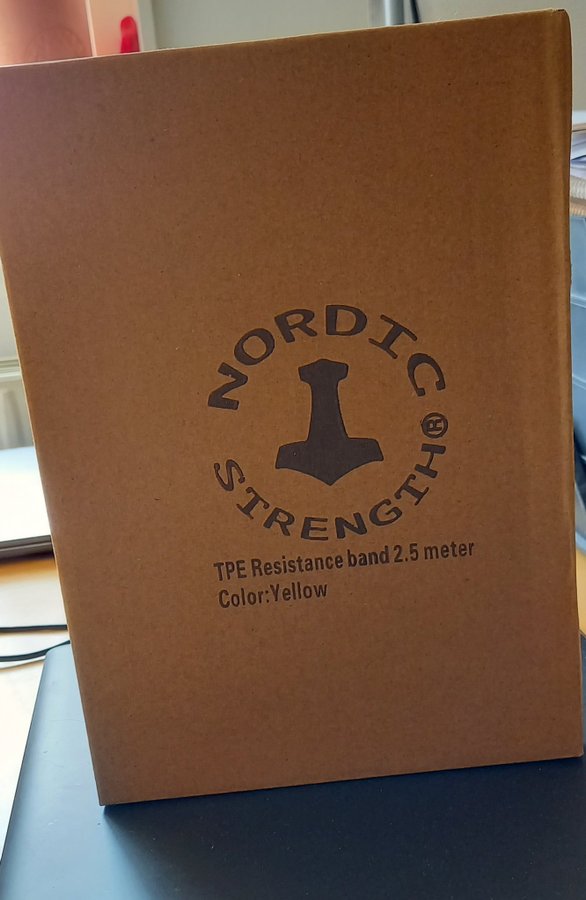 NORDIC
STRENGTH®
TPE Resistance band 2.5 meter
Color:Yellow